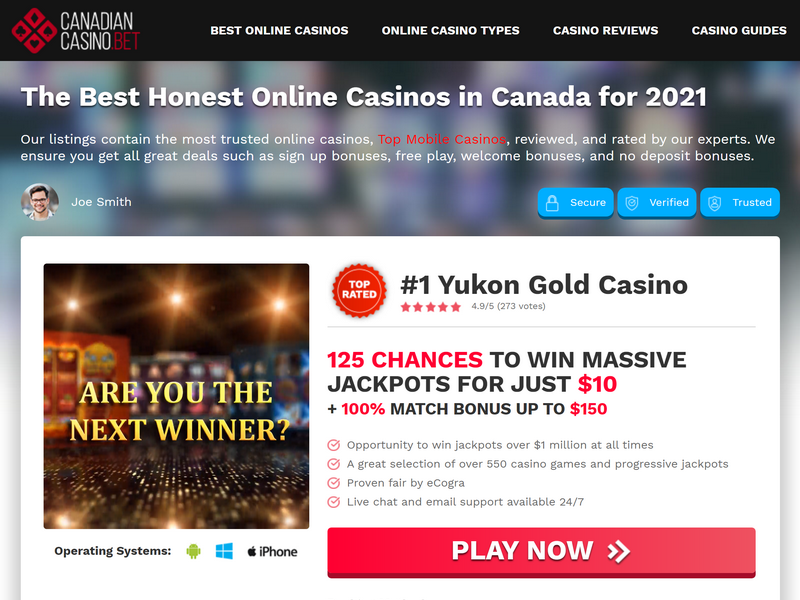 CANADIAN
CASINO.BET
BEST ONLINE CASINOS
ONLINE CASINO TYPES
CASINO REVIEWS
CASINO GUIDES
The Best Honest Online Casinos in Canada for 2021
Our listings contain the most trusted online casinos, Top Mobile Casinos, reviewed, and rated by our experts. We
ensure you get all great deals such as sign up bonuses, free play, welcome bonuses, and no deposit bonuses.
Joe Smith
Secure
Verified
Trusted
ARE YOU THE
NEXT WINNER?
Operating Systems:
iPhone
TOP
RATED
#1 Yukon Gold Casino
4.9/5 (273 votes)
125 CHANCES TO WIN MASSIVE
JACKPOTS FOR JUST $10
+ 100% MATCH BONUS UP TO $150
Opportunity to win jackpots over $1 million at all times
A great selection of over 550 casino games and progressive jackpots
Proven fair by eCogra
Live chat and email support available 24/7
PLAY NOW